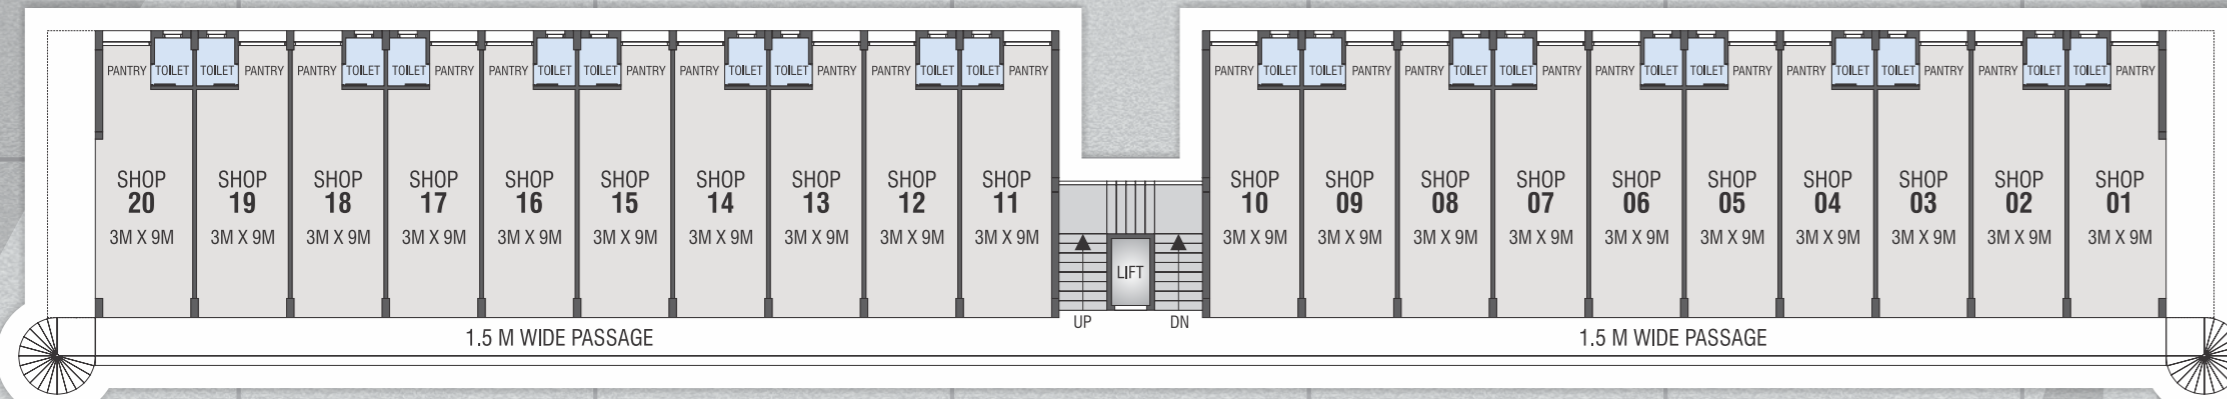 PANTRY TOILET TOILET PANTRY PANTRY TOILET TOILET PANTRY PANTRY TOILET TOILET PANTRY PANTRY TOILET TOILET PANTRY PANTRY TOILET TOILET PANTRY PANTRY TOILET TOILET PANTRY PANTRY TOILET TOILET PANTRY PANTRY TOILET TOILET PANTRY PANTRY TOILET TOILET PANTRY PANTRY TOILET TOILET PANTRY
SHOP SHOP SHOP SHOP SHOP SHOP SHOP SHOP SHOP SHOP SHOP SHOP SHOP SHOP SHOP SHOP SHOP SHOP SHOP SHOP
20 19 18 17 16 15 14 13 12 11 10 09 08 07 06 05 04 03 02 01
3M X 9M 3M X 9M 3M X 9M 3M X 9M 3M X 9M 3M X 9M 3M X 9M 3M X 9M 3M X 9M 3M X 9M 3M X 9M 3M X 9M 3M X 9M 3M X 9M 3M X 9M 3M X 9M 3M X 9M 3M X 9M 3M X 9M 3M X 9M
LIFT
UP DN
1.5 M WIDE PASSAGE 1.5 M WIDE PASSAGE